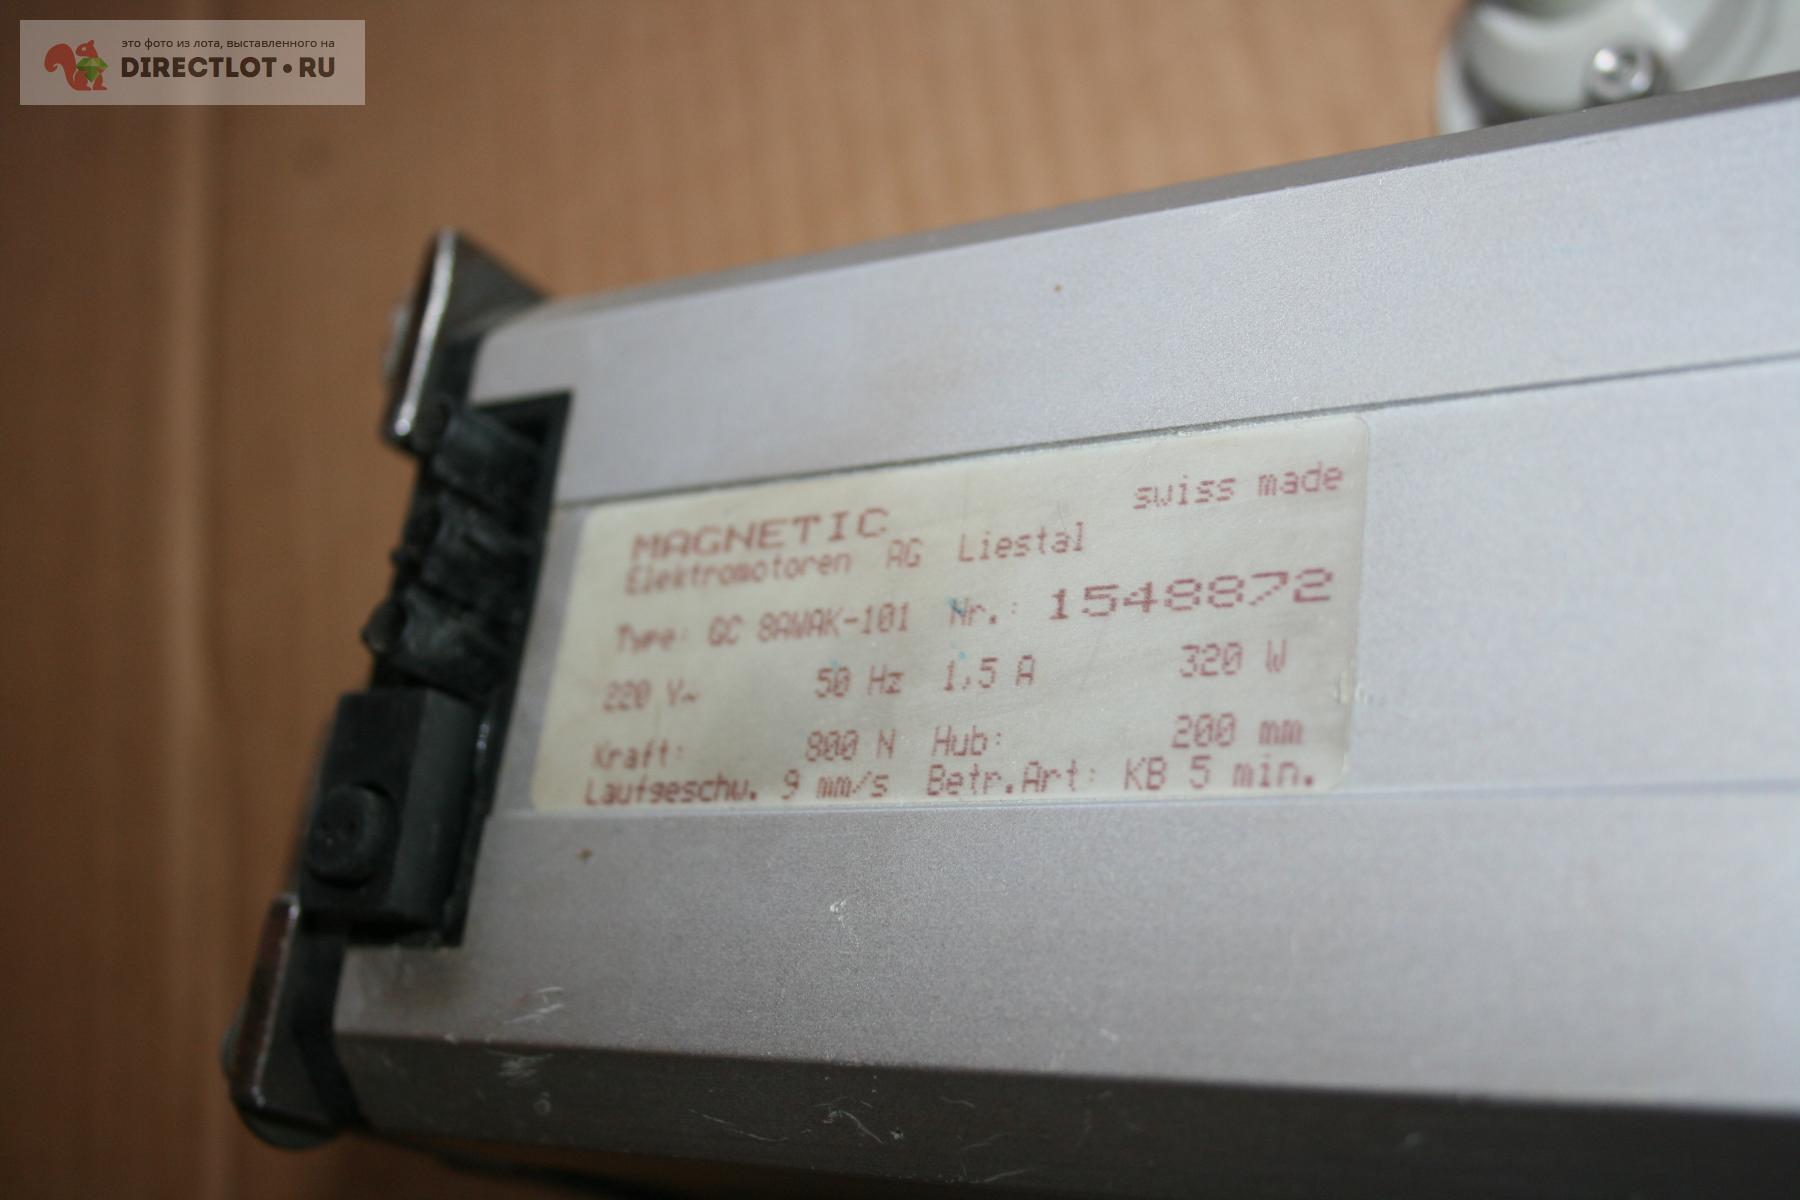 это фото из лота, выставленного на
DIRECTLOT.RU
swiss made
MAGNETIC
Elektromotoren AG Liestal
Type: GC 8AWAK-101 Nr.: 1548872
220 V~ 50 Hz 1,5 A 320 W
Kraft: 800 N Hub: 200 mm
Laufgeschw. 9 mm/s Betr.Art: KB 5 min.